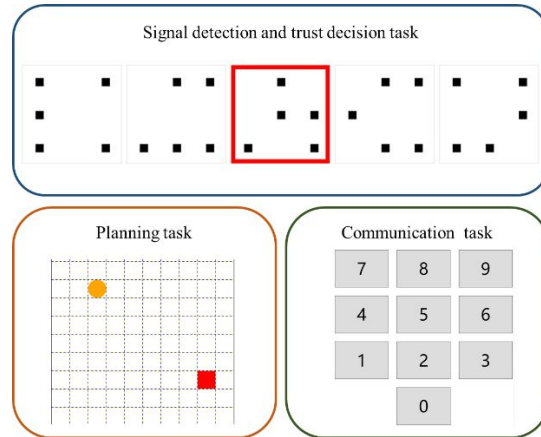 Signal detection and trust decision task
Planning task
Communication task
7 8 9
4 5 6
1 2 3
0